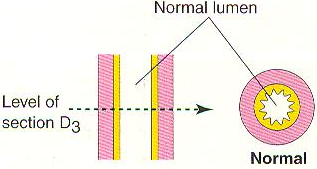 Normal lumen
Level of
section D3
Normal